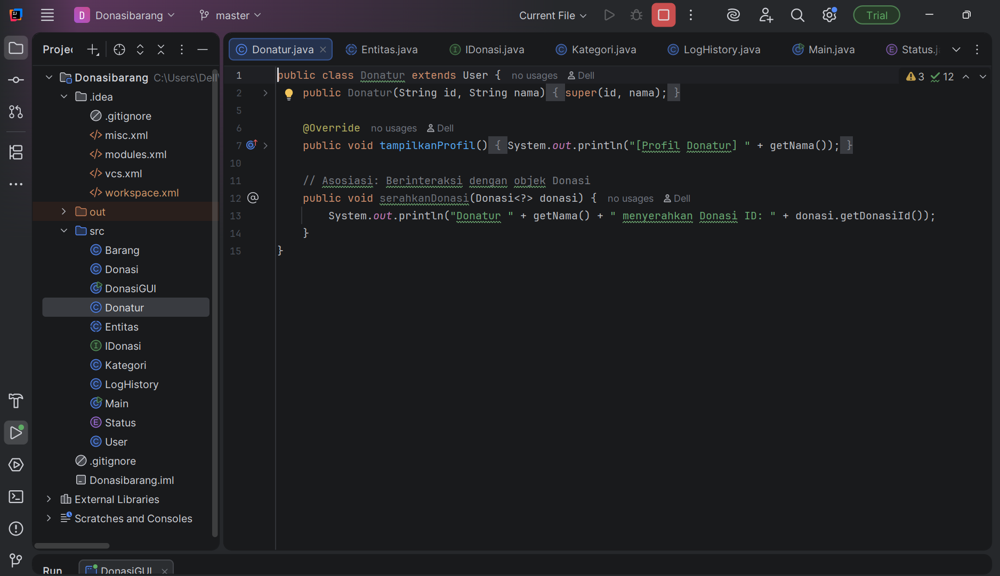 D Donasibarang master Current File Trial
Projec
Donatur.java Entitas.java IDonasi.java Kategori.java LogHistory.java Main.java Status.j
Donasibarang C:\Users\Dell\
.idea
.gitignore
misc.xml
modules.xml
vcs.xml
workspace.xml
out
src
Barang
Donasi
DonasiGUI
Donatur
Entitas
IDonasi
Kategori
LogHistory
Main
Status
User
.gitignore
Donasibarang.iml
External Libraries
Scratches and Consoles
1 public class Donatur extends User { no usages Dell
3 12
2 public Donatur(String id, String nama) { super(id, nama); }
5
6 @Override no usages Dell
7 public void tampilkanProfil() { System.out.println("[Profil Donatur] " + getNama()); }
10
11 // Asosiasi: Berinteraksi dengan objek Donasi
12 public void serahkanDonasi(Donasi<?> donasi) { no usages Dell
13 System.out.println("Donatur " + getNama() + " menyerahkan Donasi ID: " + donasi.getDonasiId());
14 }
15 }
Run DonasiGUI